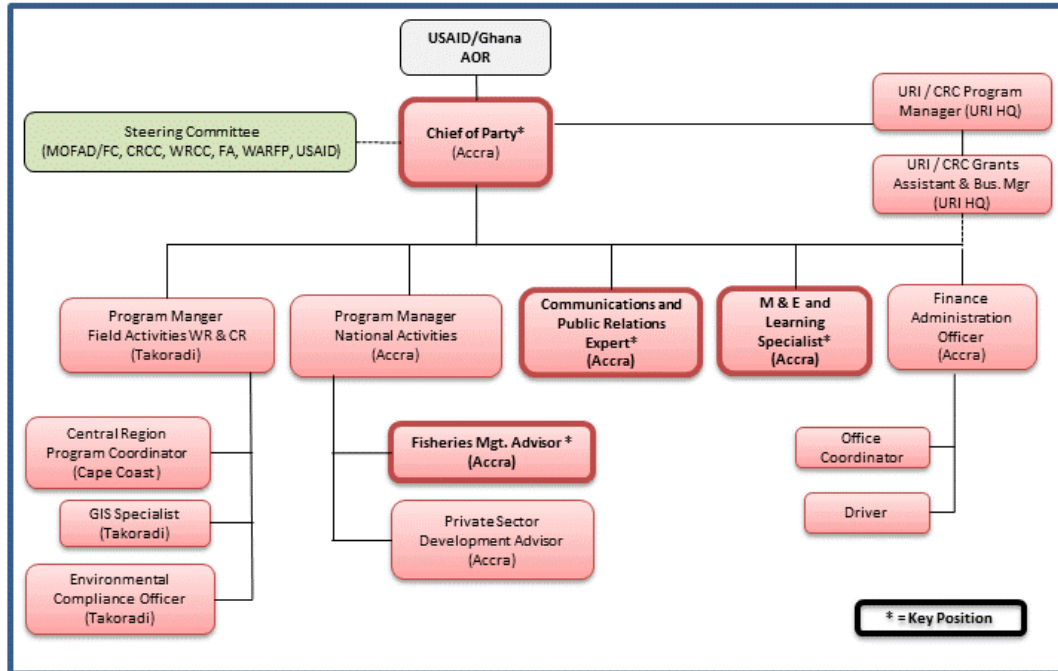 USAID/Ghana
AOR
Steering Committee
(MOFAD/FC, CRCC, WRCC, FA, WARFP, USAID)
Chief of Party*
(Accra)
URI / CRC Program
Manager (URI HQ)
URI / CRC Grants
Assistant & Bus. Mgr
(URI HQ)
Program Manger
Field Activities WR & CR
(Takoradi)
Program Manager
National Activities
(Accra)
Communications and
Public Relations
Expert*
(Accra)
M & E and
Learning
Specialist*
(Accra)
Finance
Administration
Officer
(Accra)
Central Region
Program Coordinator
(Cape Coast)
GIS Specialist
(Takoradi)
Environmental
Compliance Officer
(Takoradi)
Fisheries Mgt. Advisor *
(Accra)
Private Sector
Development Advisor
(Accra)
Office
Coordinator
Driver
* = Key Position